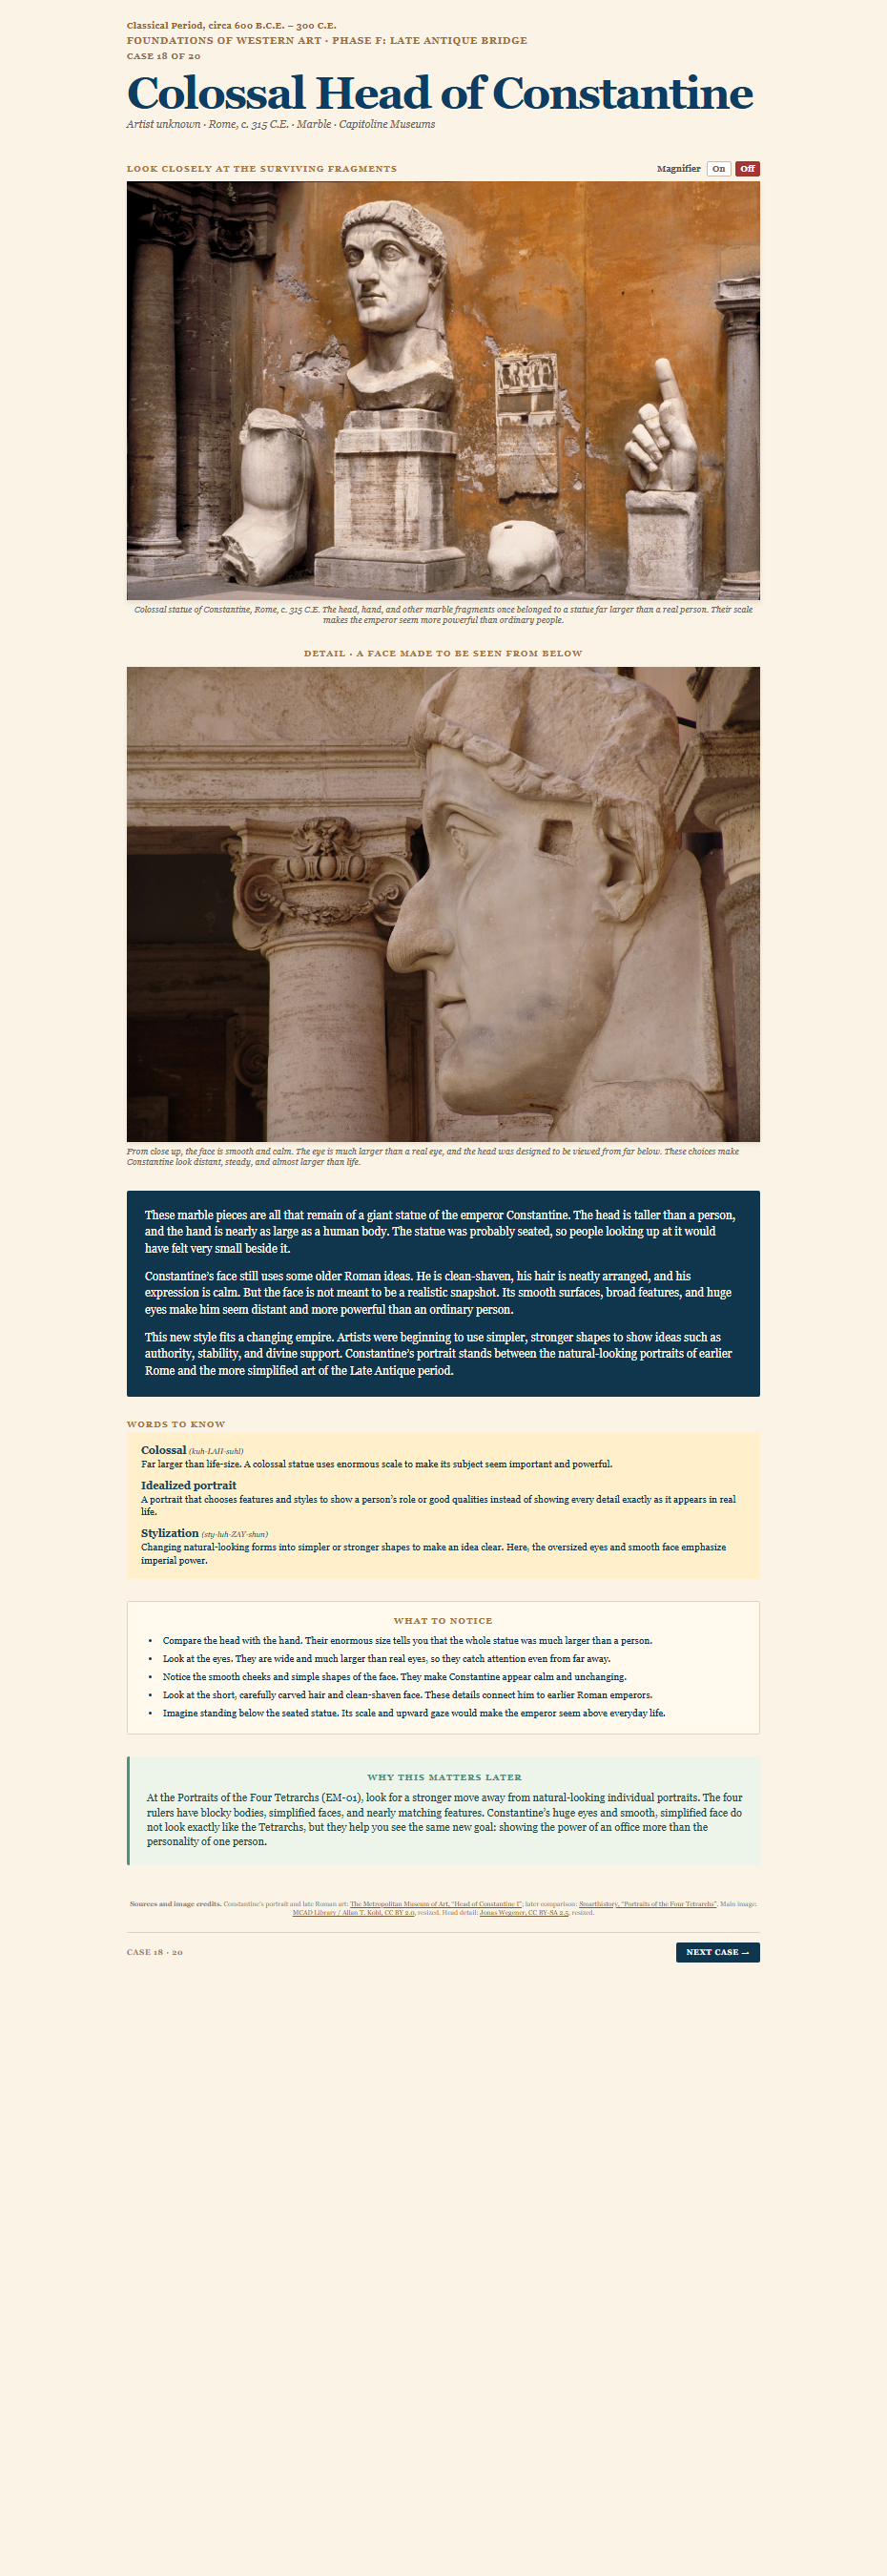 Classical Period, circa 600 B.C.E. – 300 C.E.
FOUNDATIONS OF WESTERN ART · PHASE F: LATE ANTIQUE BRIDGE
CASE 18 OF 20
Colossal Head of Constantine
Artist unknown · Rome, c. 315 C.E. · Marble · Capitoline Museums
LOOK CLOSELY AT THE SURVIVING FRAGMENTS
Magnifier On Off
Colossal statue of Constantine, Rome, c. 315 C.E. The head, hand, and other marble fragments once belonged to a statue far larger than a real person. Their scale
makes the emperor seem more powerful than ordinary people.
DETAIL · A FACE MADE TO BE SEEN FROM BELOW
From close up, the face is smooth and calm. The eye is much larger than a real eye, and the head was designed to be viewed from far below. These choices make
Constantine look distant, steady, and almost larger than life.
These marble pieces are all that remain of a giant statue of the emperor Constantine. The head is taller than a person,
and the hand is nearly as large as a human body. The statue was probably seated, so people looking up at it would
have felt very small beside it.
Constantine’s face still uses some older Roman ideas. He is clean-shaven, his hair is neatly arranged, and his
expression is calm. But the face is not meant to be a realistic snapshot. Its smooth surfaces, broad features, and huge
eyes make him seem distant and more powerful than an ordinary person.
This new style fits a changing empire. Artists were beginning to use simpler, stronger shapes to show ideas such as
authority, stability, and divine support. Constantine’s portrait stands between the natural-looking portraits of earlier
Rome and the more simplified art of the Late Antique period.
WORDS TO KNOW
Colossal (kuh-LAH-suhl)
Far larger than life-size. A colossal statue uses enormous scale to make its subject seem important and powerful.
Idealized portrait
A portrait that chooses features and styles to show a person’s role or good qualities instead of showing every detail exactly as it appears in real
life.
Stylization (sty-luh-ZAY-shun)
Changing natural-looking forms into simpler or stronger shapes to make an idea clear. Here, the oversized eyes and smooth face emphasize
imperial power.
WHAT TO NOTICE
• Compare the head with the hand. Their enormous size tells you that the whole statue was much larger than a person.
• Look at the eyes. They are wide and much larger than real eyes, so they catch attention even from far away.
• Notice the smooth cheeks and simple shapes of the face. They make Constantine appear calm and unchanging.
• Look at the short, carefully carved hair and clean-shaven face. These details connect him to earlier Roman emperors.
• Imagine standing below the seated statue. Its scale and upward gaze would make the emperor seem above everyday life.
WHY THIS MATTERS LATER
At the Portraits of the Four Tetrarchs (EM-01), look for a stronger move away from natural-looking individual portraits. The four
rulers have blocky bodies, simplified faces, and nearly matching features. Constantine’s huge eyes and smooth, simplified face do
not look exactly like the Tetrarchs, but they help you see the same new goal: showing the power of an office more than the
personality of one person.
Sources and image credits. Constantine’s portrait and late Roman art: The Metropolitan Museum of Art, “Head of Constantine I”; later comparison: Smarthistory, “Portraits of the Four Tetrarchs”. Main image:
MCAD Library / Allan T. Kohl, CC BY 2.0, resized. Head detail: Jonas Wegener, CC BY-SA 2.5, resized.
CASE 18 · 20
NEXT CASE →